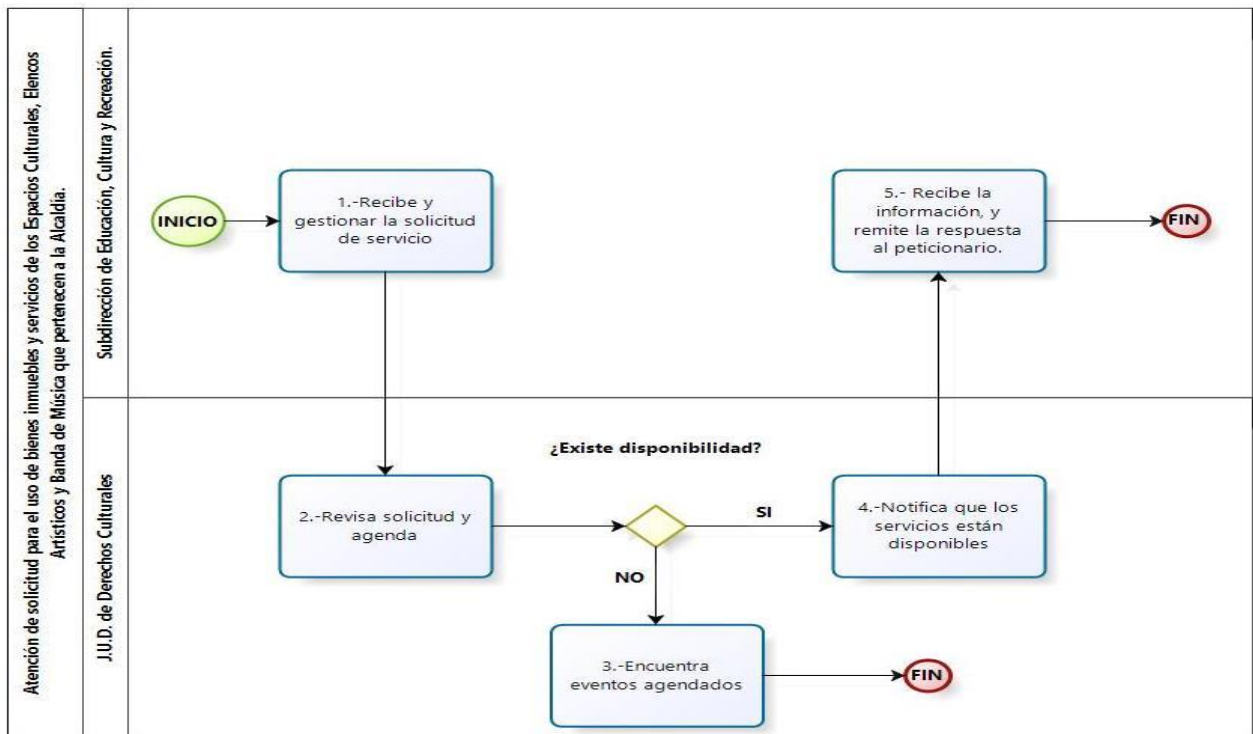 Atención de solicitud para el uso de bienes inmuebles y servicios de los Espacios Culturales, Elencos
Artísticos y Banda de Música que pertenecen a la Alcaldía.
Subdirección de Educación, Cultura y Recreación.
INICIO
1.-Recibe y
gestionar la solicitud
de servicio
5.- Recibe la
información, y
remite la respuesta
al peticionario.
FIN
J.U.D. de Derechos Culturales
¿Existe disponibilidad?
2.-Revisa solicitud y
agenda
SI
4.-Notifica que los
servicios están
disponibles
NO
3.-Encuentra
eventos agendados
FIN